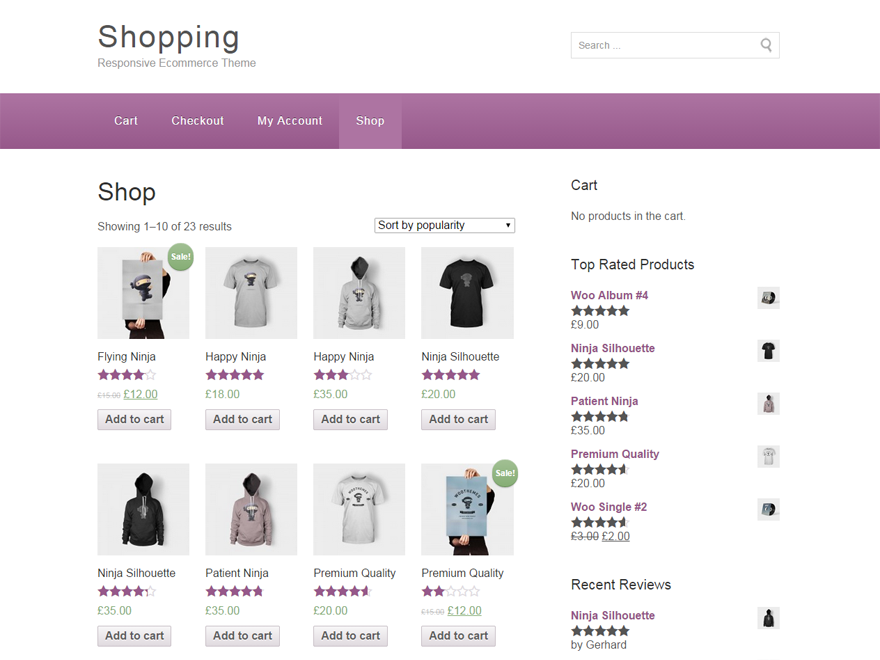 Shopping
Responsive Ecommerce Theme
Search ...
Cart
Checkout
My Account
Shop
Shop
Showing 1–10 of 23 results
Sort by popularity
Sale!
Flying Ninja
£15.00 £12.00
Add to cart
Happy Ninja
£18.00
Add to cart
Happy Ninja
£35.00
Add to cart
Ninja Silhouette
£20.00
Add to cart
Ninja Silhouette
£35.00
Add to cart
Patient Ninja
£35.00
Add to cart
WOOTHEMES
Premium Quality
£20.00
Add to cart
Sale!
WOOTHEMES
Premium Quality
£15.00 £12.00
Add to cart
Cart
No products in the cart.
Top Rated Products
Woo Album #4
£9.00
Ninja Silhouette
£20.00
Patient Ninja
£35.00
Premium Quality
£20.00
Woo Single #2
£3.00 £2.00
Recent Reviews
Ninja Silhouette
by Gerhard